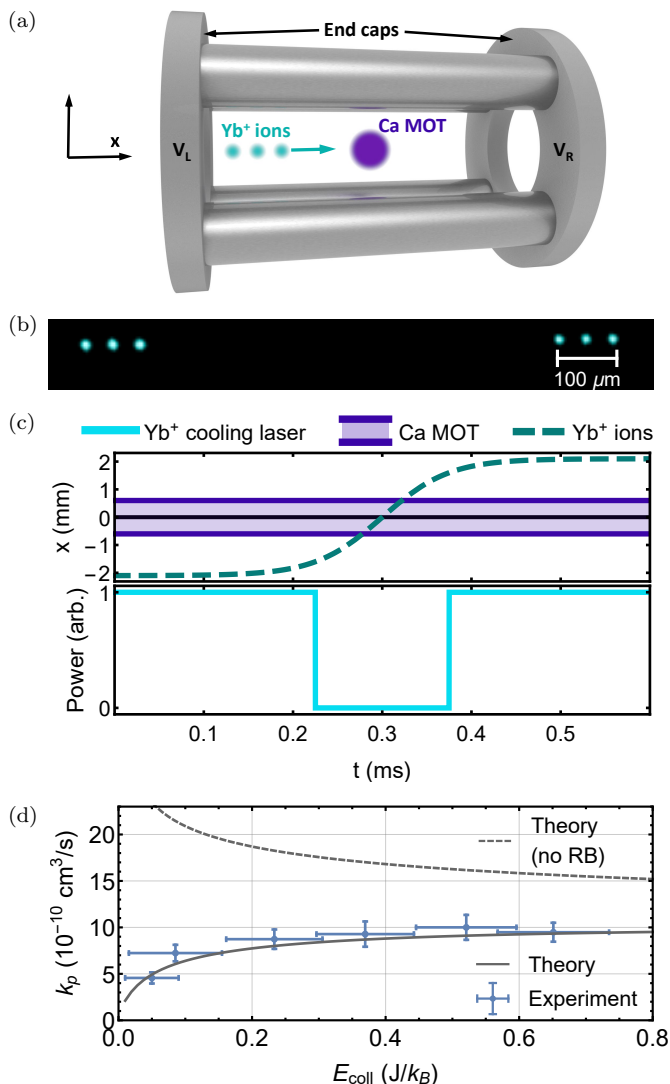 (a)
End caps
Yb⁺ ions
Ca MOT
x
V_L
V_R
(b)
100 μm
(c)
Yb⁺ cooling laser
Ca MOT
Yb⁺ ions
x (mm)
2
1
0
−1
−2
Power (arb.)
1
0
0.1 0.2 0.3 0.4 0.5
t (ms)
(d)
k_p (10⁻¹⁰ cm³/s)
20
15
10
5
0
Theory
(no RB)
Theory
Experiment
0.0 0.2 0.4 0.6 0.8
E_coll (J/k_B)